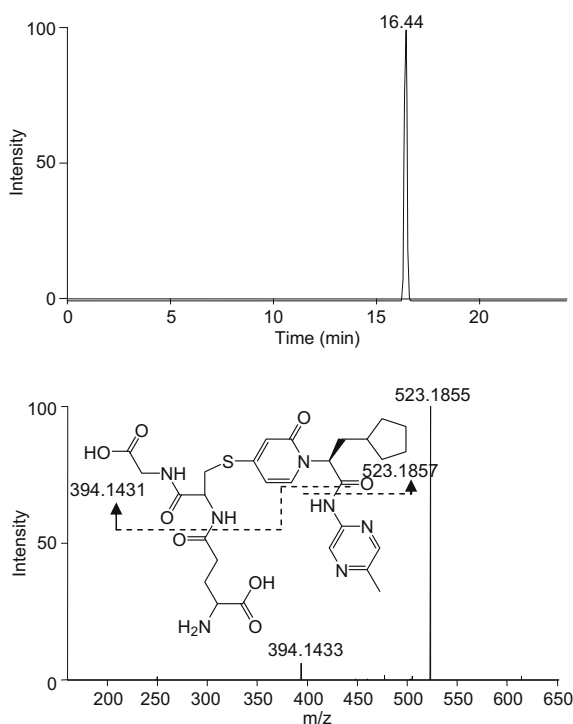 16.44
100
50
0
Intensity
0 5 10 15 20
Time (min)
523.1855
100
50
0
Intensity
O
HO
O
NH
S
N
O
523.1857
394.1431
O
NH
HN
O
N
N
OH
H₂N
O
394.1433
200 250 300 350 400 450 500 550 600 650
m/z